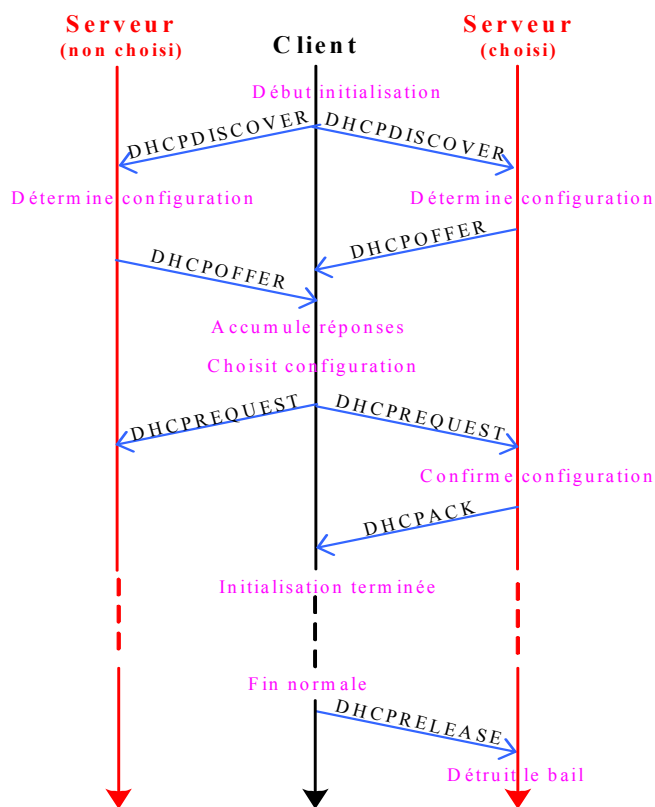 Serveur
(non choisi)
Client
Serveur
(choisi)
Début initialisation
DHCPDISCOVER
DHCPDISCOVER
Détermine configuration
Détermine configuration
DHCPOFFER
DHCPOFFER
Accumule réponses
Choisit configuration
DHCPREQUEST
DHCPREQUEST
Confirme configuration
DHCPACK
Initialisation terminée
Fin normale
DHCPRELEASE
Détruit le bail